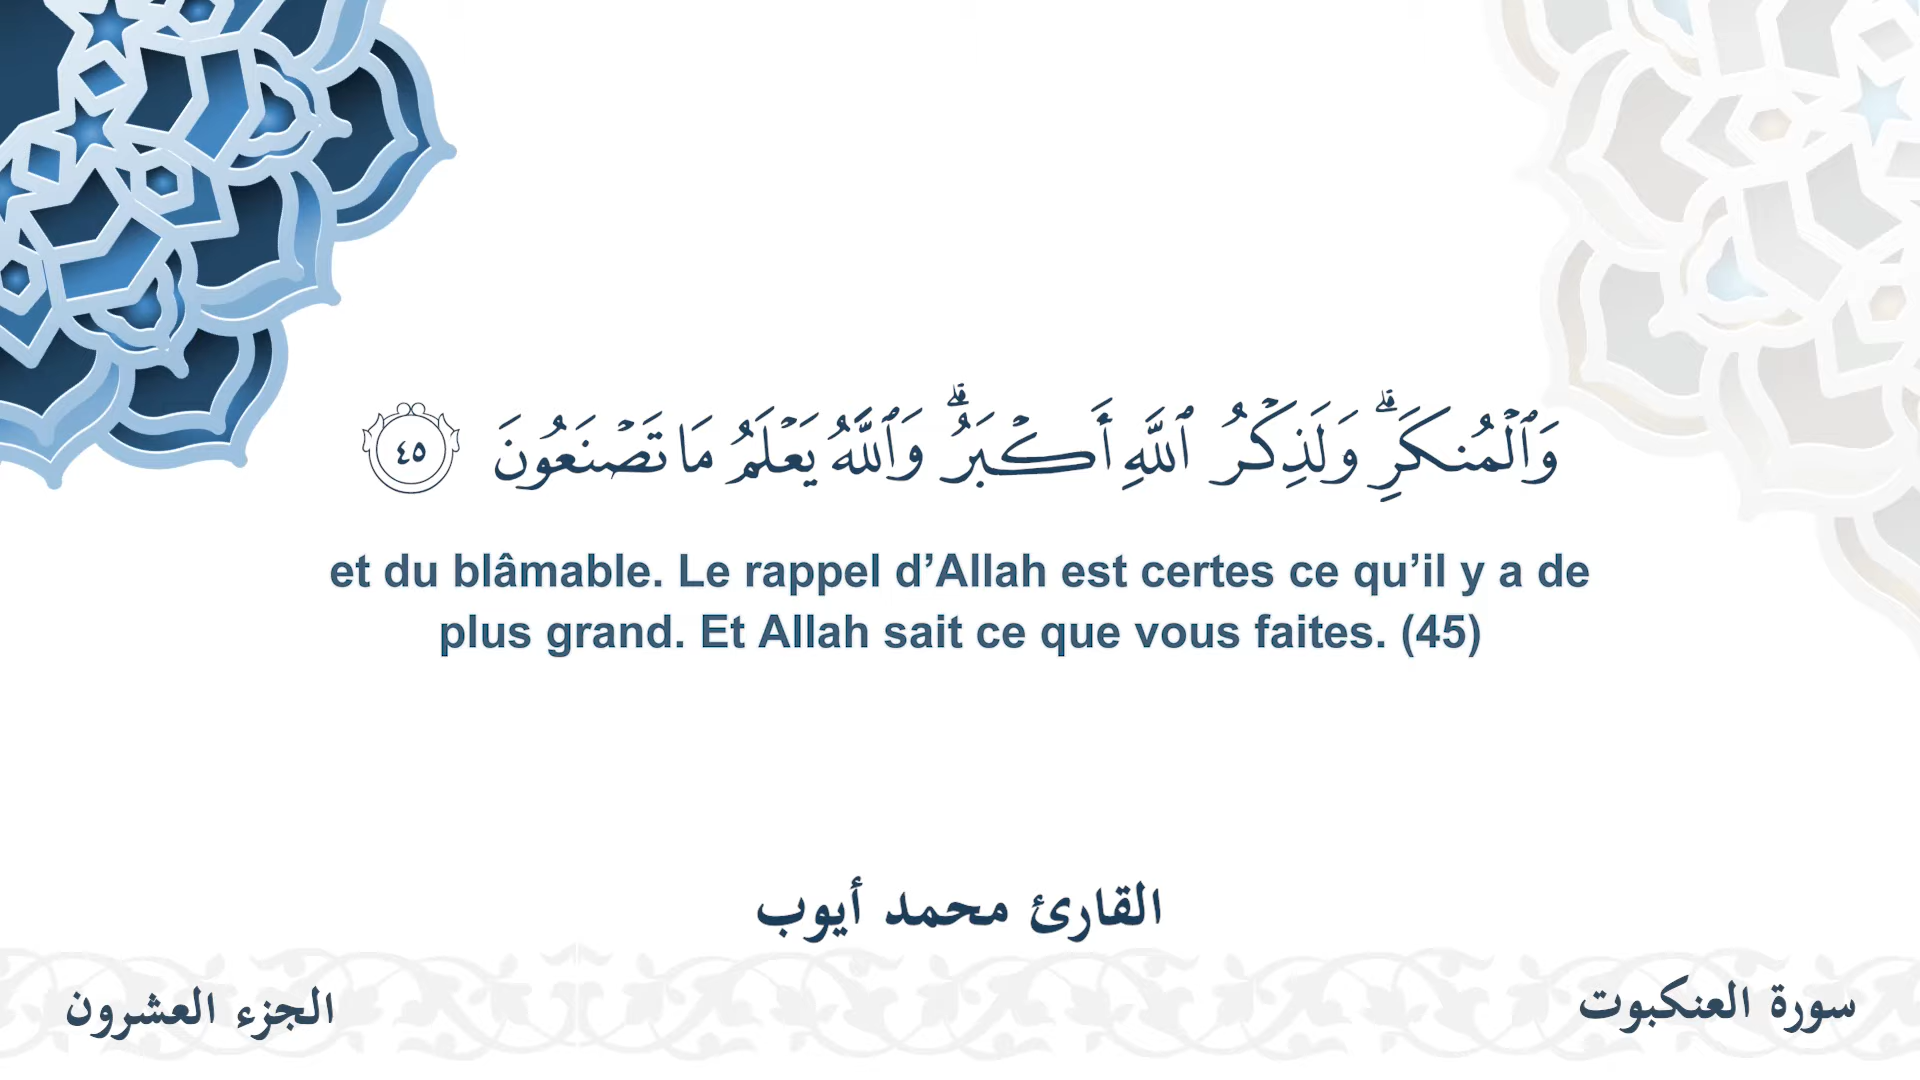 وَٱلْمُنكَرِ ۗ وَلَذِكْرُ ٱللَّهِ أَكْبَرُ ۗ وَٱللَّهُ يَعْلَمُ مَا تَصْنَعُونَ ٤٥
et du blâmable. Le rappel d’Allah est certes ce qu’il y a de
plus grand. Et Allah sait ce que vous faites. (45)
القارئ محمد أيوب
سورة العنكبوت
الجزء العشرون